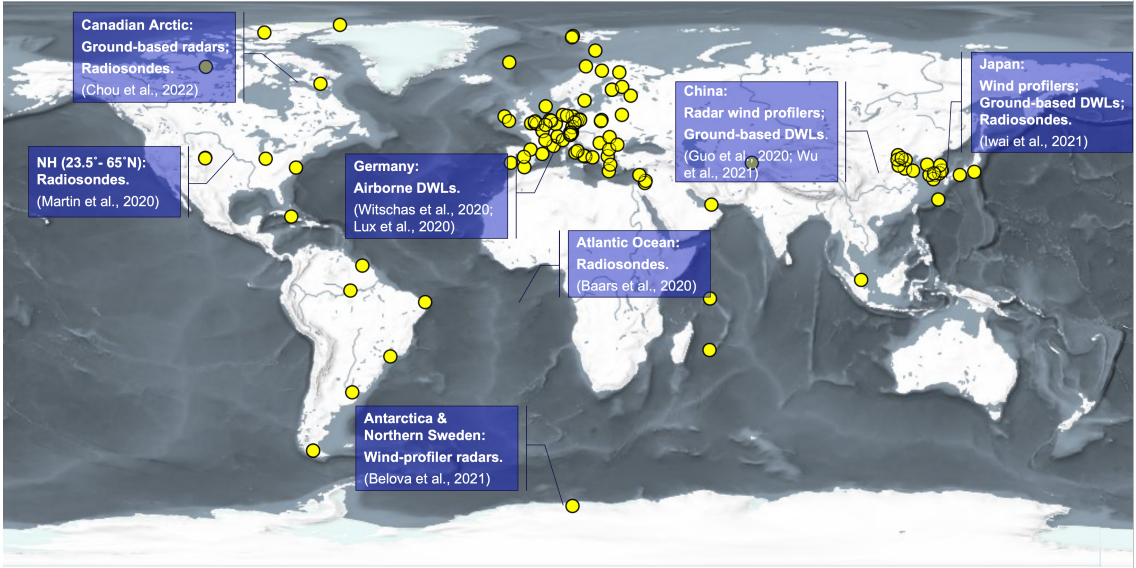 Canadian Arctic:
Ground-based radars;
Radiosondes.
(Chou et al., 2022)
Japan:
Wind profilers;
Ground-based DWLs;
Radiosondes.
(Iwai et al., 2021)
China:
Radar wind profilers;
Ground-based DWLs.
(Guo et al., 2020; Wu
et al., 2021)
NH (23.5˚- 65˚N):
Radiosondes.
(Martin et al., 2020)
Germany:
Airborne DWLs.
(Witschas et al., 2020;
Lux et al., 2020)
Atlantic Ocean:
Radiosondes.
(Baars et al., 2020)
Antarctica &
Northern Sweden:
Wind-profiler radars.
(Belova et al., 2021)